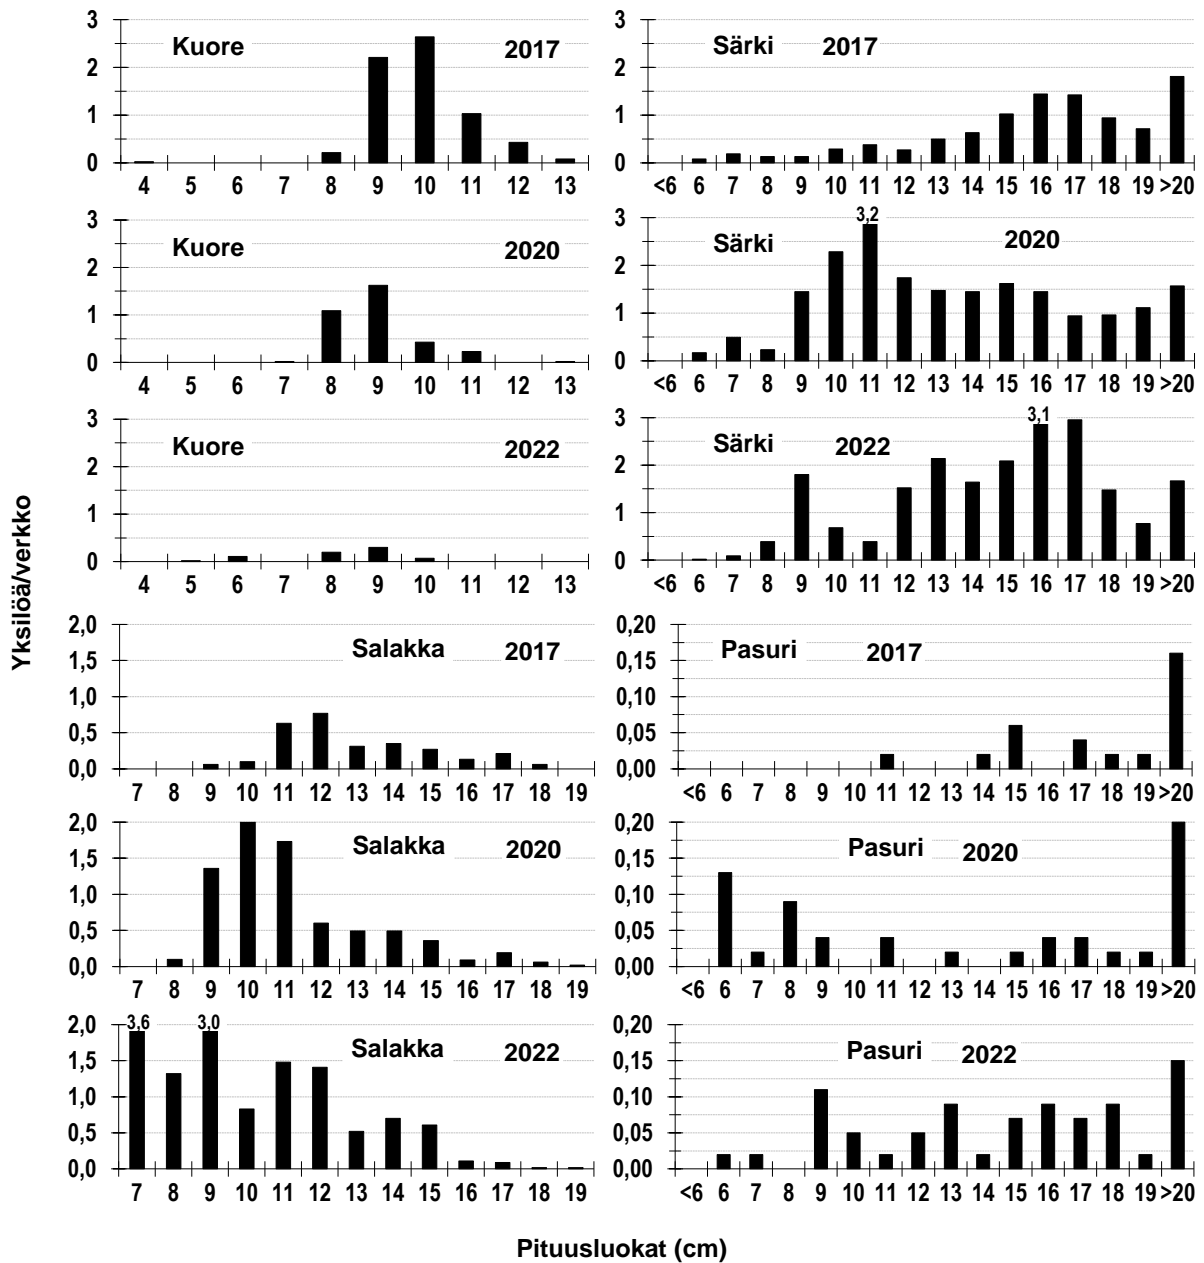 Yksilöä/verkko
Kuore 2017
3
2
1
0
4 5 6 7 8 9 10 11 12 13
Särki 2017
3
2
1
0
<6 6 7 8 9 10 11 12 13 14 15 16 17 18 19 >20
Kuore 2020
3
2
1
0
4 5 6 7 8 9 10 11 12 13
Särki 2020
3,2
3
2
1
0
<6 6 7 8 9 10 11 12 13 14 15 16 17 18 19 >20
Kuore 2022
3
2
1
0
4 5 6 7 8 9 10 11 12 13
Särki 2022
3,1
3
2
1
0
<6 6 7 8 9 10 11 12 13 14 15 16 17 18 19 >20
Salakka 2017
2,0
1,5
1,0
0,5
0,0
7 8 9 10 11 12 13 14 15 16 17 18 19
Pasuri 2017
0,20
0,15
0,10
0,05
0,00
<6 6 7 8 9 10 11 12 13 14 15 16 17 18 19 >20
Salakka 2020
2,0
1,5
1,0
0,5
0,0
7 8 9 10 11 12 13 14 15 16 17 18 19
Pasuri 2020
0,20
0,15
0,10
0,05
0,00
<6 6 7 8 9 10 11 12 13 14 15 16 17 18 19 >20
Salakka 2022
3,6 3,0
2,0
1,5
1,0
0,5
0,0
7 8 9 10 11 12 13 14 15 16 17 18 19
Pasuri 2022
0,20
0,15
0,10
0,05
0,00
<6 6 7 8 9 10 11 12 13 14 15 16 17 18 19 >20
Pituusluokat (cm)